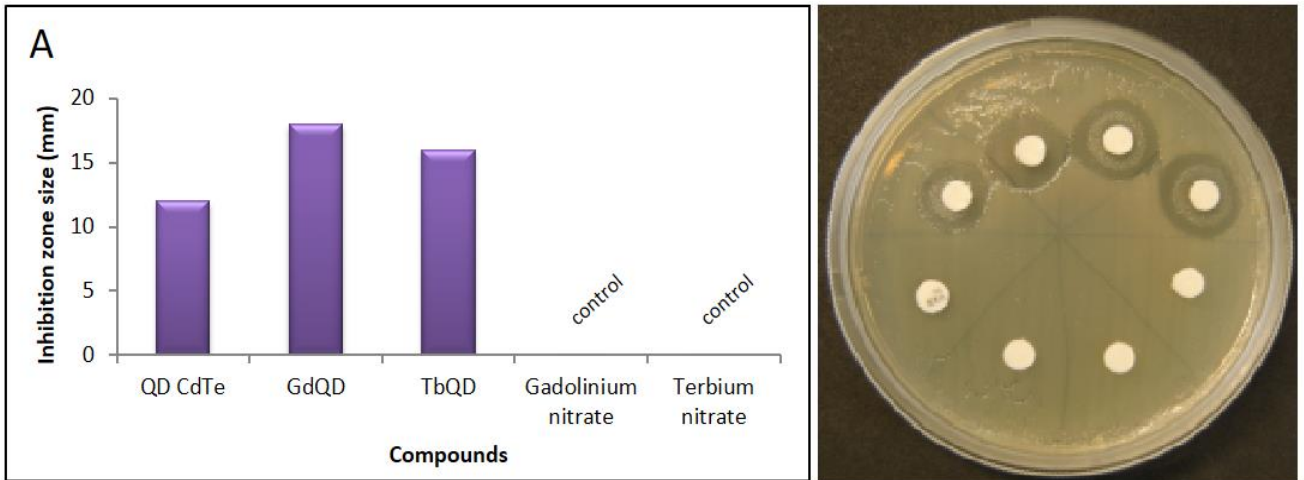 A
Inhibition zone size (mm)
20
15
10
5
0
control
control
QD CdTe
GdQD
TbQD
Gadolinium
nitrate
Terbium
nitrate
Compounds